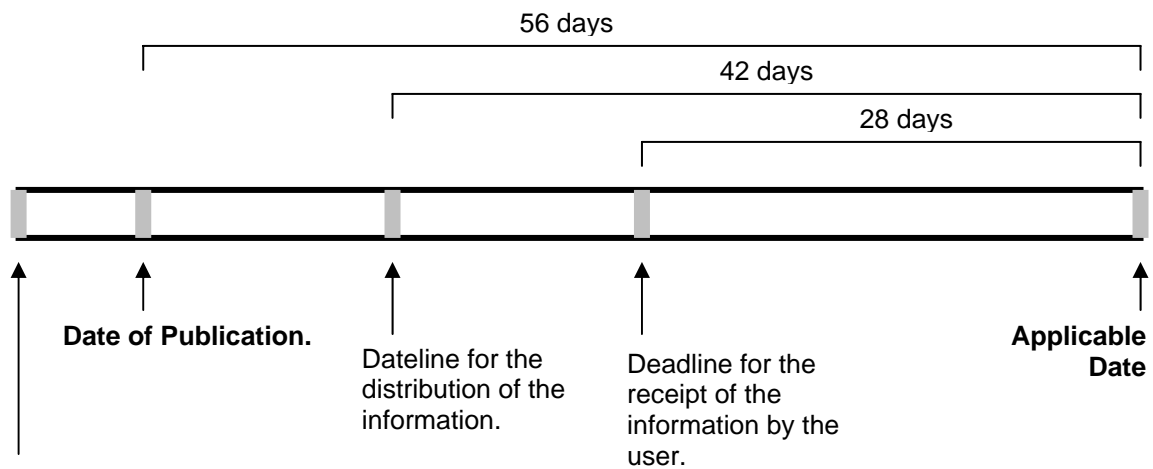 56 days
42 days
28 days
Date of Publication.
Dateline for the
distribution of the
information.
Deadline for the
receipt of the
information by the
user.
Applicable
Date